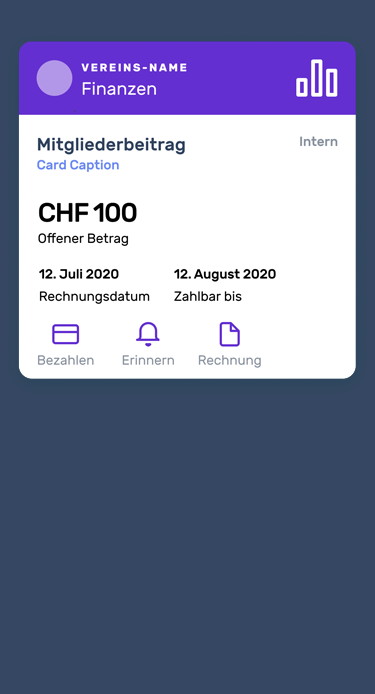 VEREINS-NAME
Finanzen
Mitgliederbeitrag
Intern
Card Caption
CHF 100
Offener Betrag
12. Juli 2020
12. August 2020
Rechnungsdatum
Zahlbar bis
Bezahlen
Erinnern
Rechnung